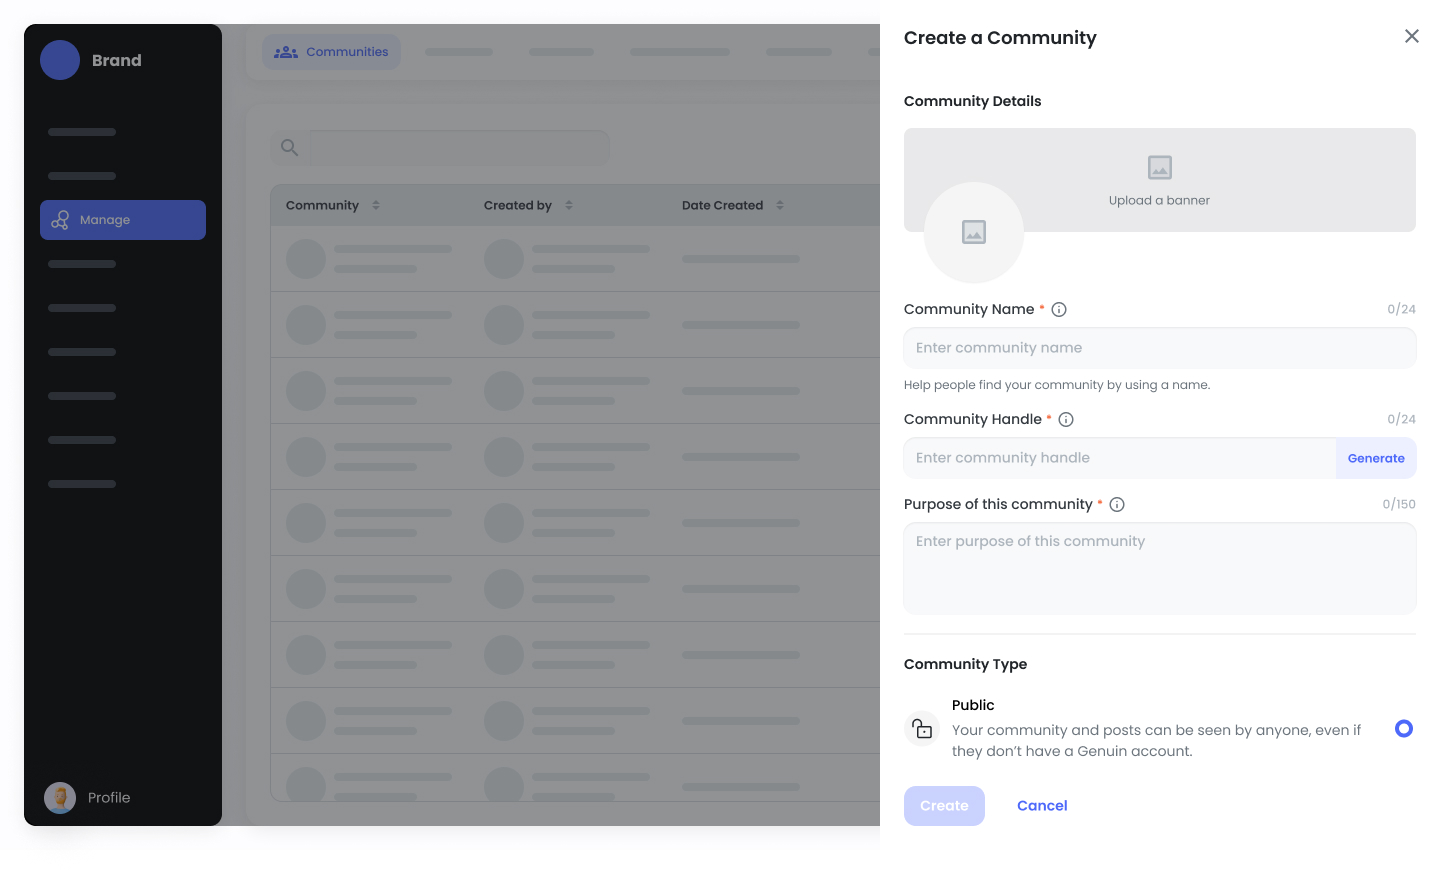 Brand
Manage
Profile
Communities
Community
Created by
Date Created
Create a Community
Community Details
Upload a banner
Community Name *
0/24
Enter community name
Help people find your community by using a name.
Community Handle *
0/24
Enter community handle
Generate
Purpose of this community *
0/150
Enter purpose of this community
Community Type
Public
Your community and posts can be seen by anyone, even if
they don’t have a Genuin account.
Create
Cancel